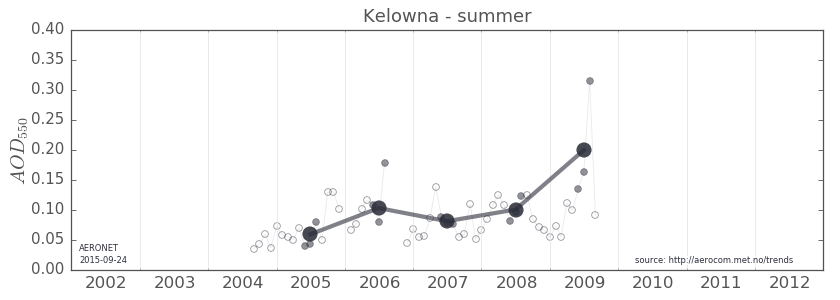 Kelowna - summer
0.40
0.35
0.30
0.25
0.20
0.15
0.10
0.05
0.00
AOD550
AERONET
2015-09-24
source: http://aerocom.met.no/trends
2002 2003 2004 2005 2006 2007 2008 2009 2010 2011 2012